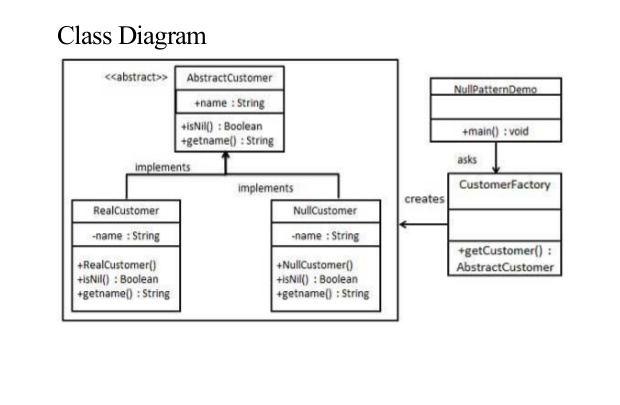 Class Diagram
<<abstract>>
AbstractCustomer
+name : String
+isNil() : Boolean
+getname() : String
implements
implements
RealCustomer
-name : String
+RealCustomer()
+isNil() : Boolean
+getname() : String
NullCustomer
-name : String
+NullCustomer()
+isNil() : Boolean
+getname() : String
NullPatternDemo
+main() : void
asks
CustomerFactory
+getCustomer() :
AbstractCustomer
creates